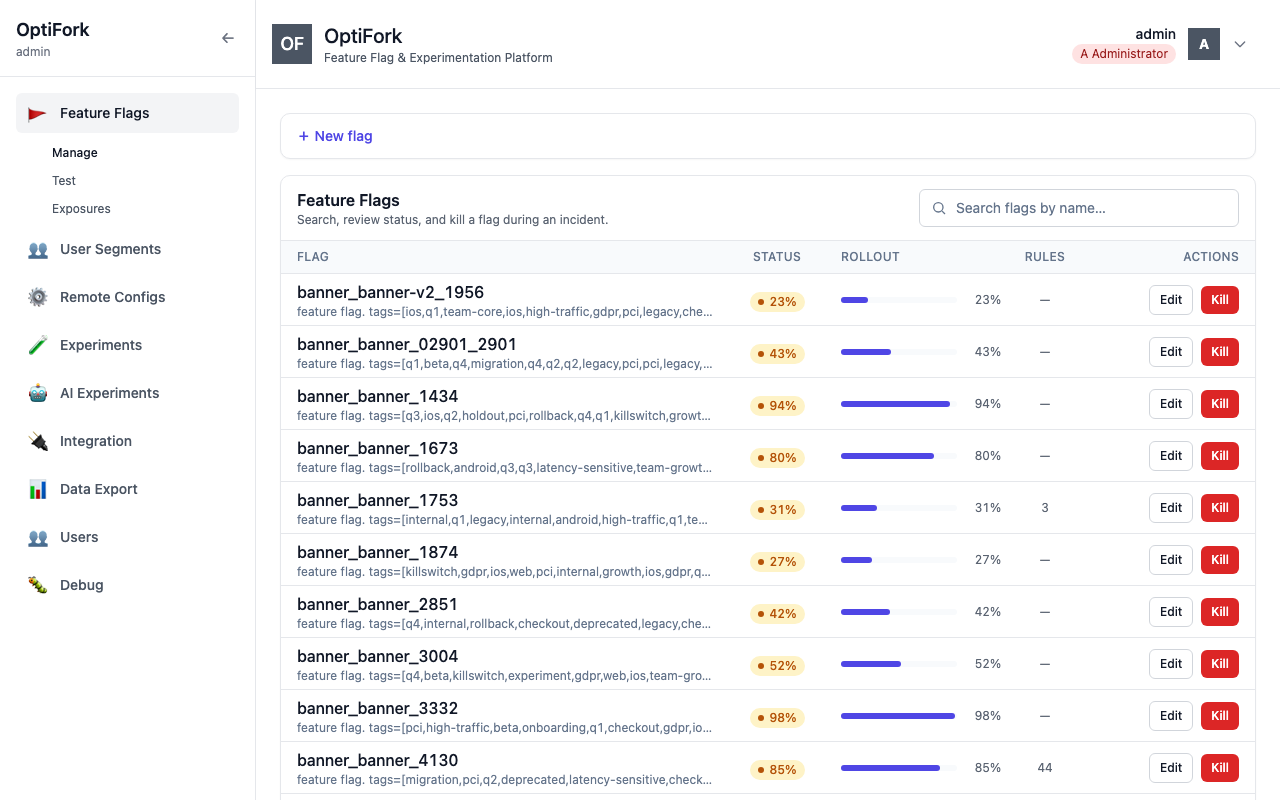 OptiFork
admin
←
OF
OptiFork
Feature Flag & Experimentation Platform
admin
A Administrator
A
Feature Flags
Manage
Test
Exposures
User Segments
Remote Configs
Experiments
AI Experiments
Integration
Data Export
Users
Debug
+ New flag
Feature Flags
Search, review status, and kill a flag during an incident.
Search flags by name...
FLAG STATUS ROLLOUT RULES ACTIONS
banner_banner-v2_1956
feature flag. tags=[ios,q1,team-core,ios,high-traffic,gdpr,pci,legacy,che...
23% 23% — Edit Kill
banner_banner_02901_2901
feature flag. tags=[q1,beta,q4,migration,q4,q2,q2,legacy,pci,pci,legacy,...
43% 43% — Edit Kill
banner_banner_1434
feature flag. tags=[q3,ios,q2,holdout,pci,rollback,q4,q1,killswitch,growt...
94% 94% — Edit Kill
banner_banner_1673
feature flag. tags=[rollback,android,q3,q3,latency-sensitive,team-growt...
80% 80% — Edit Kill
banner_banner_1753
feature flag. tags=[internal,q1,legacy,internal,android,high-traffic,q1,te...
31% 31% 3 Edit Kill
banner_banner_1874
feature flag. tags=[killswitch,gdpr,ios,web,pci,internal,growth,ios,gdpr,q...
27% 27% — Edit Kill
banner_banner_2851
feature flag. tags=[q4,internal,rollback,checkout,deprecated,legacy,che...
42% 42% — Edit Kill
banner_banner_3004
feature flag. tags=[q4,beta,killswitch,experiment,gdpr,web,ios,team-gro...
52% 52% — Edit Kill
banner_banner_3332
feature flag. tags=[pci,high-traffic,beta,onboarding,q1,checkout,gdpr,io...
98% 98% — Edit Kill
banner_banner_4130
feature flag. tags=[migration,pci,q2,deprecated,latency-sensitive,check...
85% 85% 44 Edit Kill